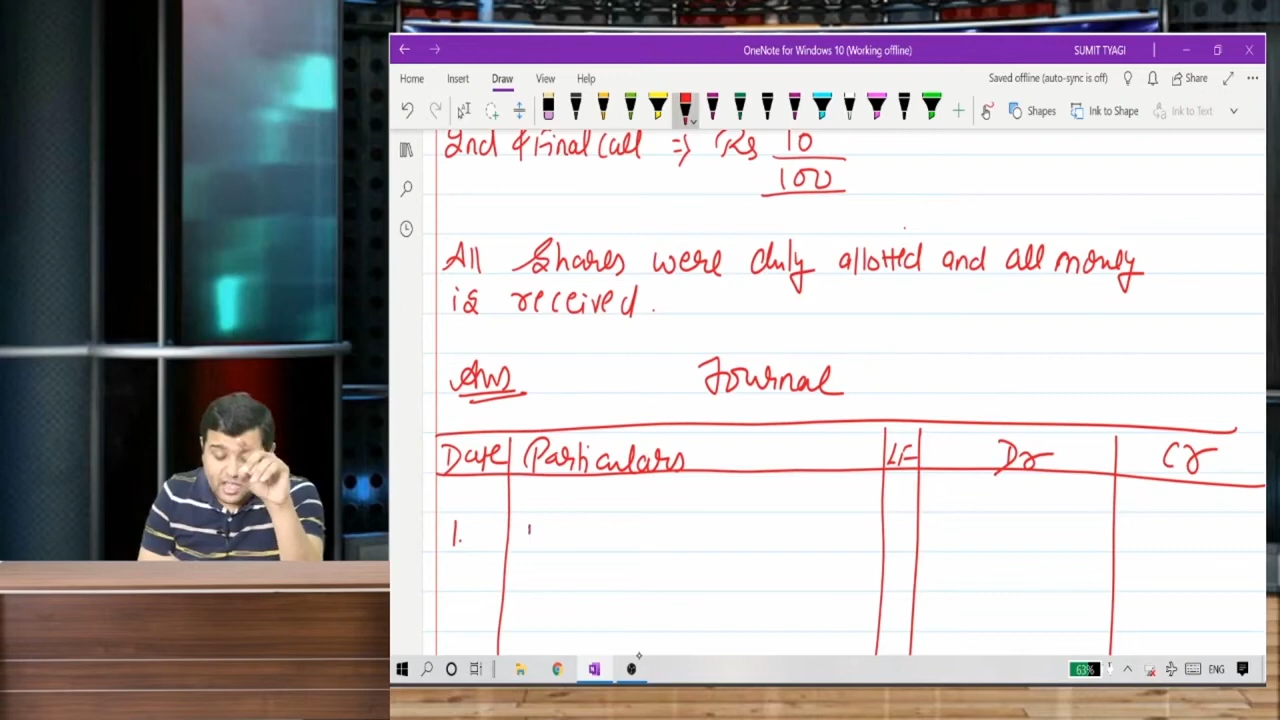 OneNote for Windows 10 (Working offline)
SUMIT TYAGI
Home Insert Draw View Help
Saved offline (auto-sync is off)
Share
Shapes Ink to Shape Ink to Text
2nd & Final Call => Rs 10
100
All Shares were duly allotted and all money
is received.
Ans Journal
Date Particulars LF Dr Cr
1.
63% ENG